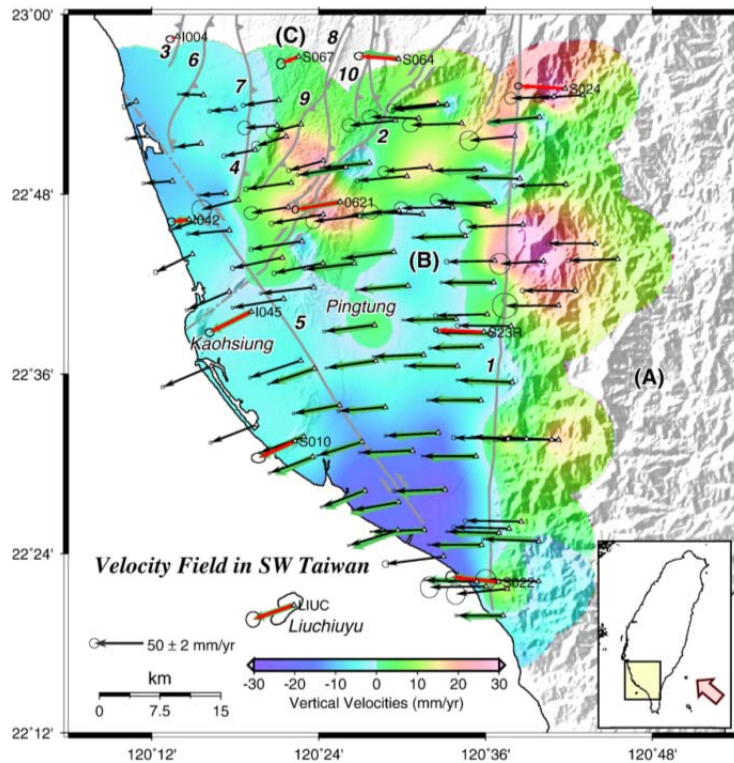 23°00'
22°48'
22°36'
22°24'
22°12'
(C)
8
I004
3
6
S067
10
S064
7
9
2
S024
4
0621
I042
(B)
5
I045
Pingtung
Kaohsiung
S23R
1
(A)
S010
Velocity Field in SW Taiwan
S022
LIUC
Liuchiuyu
50 ± 2 mm/yr
km
0 7.5 15
-30 -20 -10 0 10 20 30
Vertical Velocities (mm/yr)
120°12' 120°24' 120°36' 120°48'